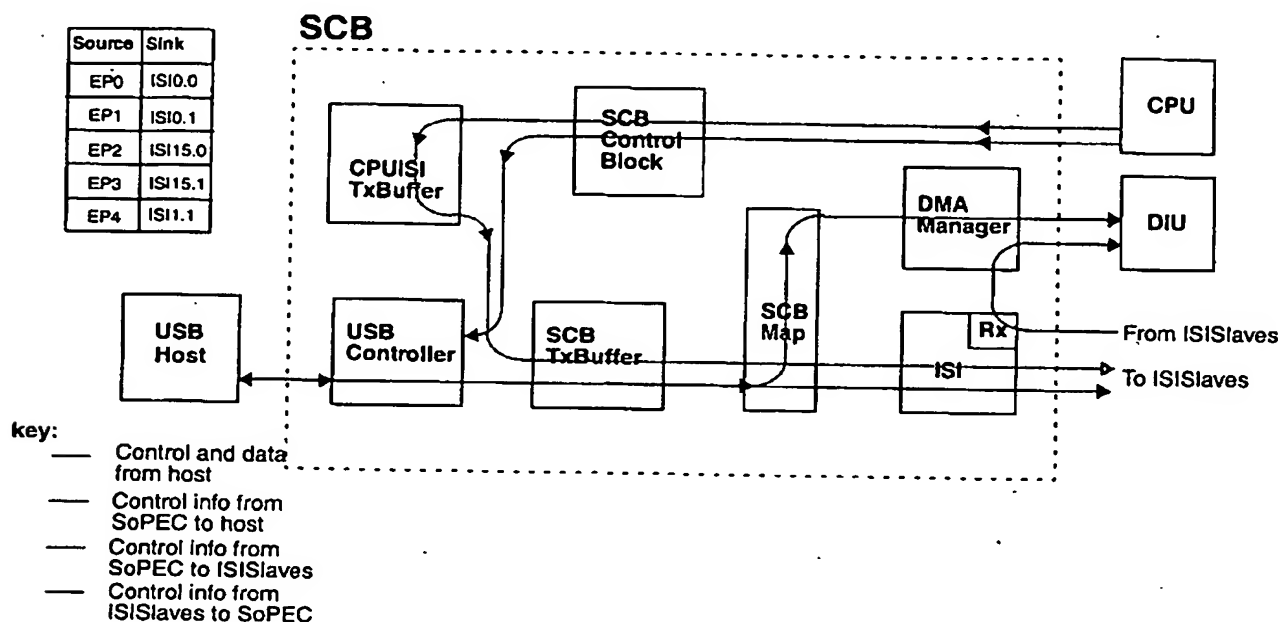 SCB
Source Sink
EP0 ISI0.0
EP1 ISI0.1
EP2 ISI15.0
EP3 ISI15.1
EP4 ISI1.1
CPUISI
TxBuffer
SCB
Control
Block
CPU
DMA
Manager
DIU
USB
Host
USB
Controller
SCB
TxBuffer
SCB
Map
Rx
ISI
From ISISlaves
To ISISlaves
key:
Control and data
from host
Control info from
SoPEC to host
Control info from
SoPEC to ISISlaves
Control info from
ISISlaves to SoPEC